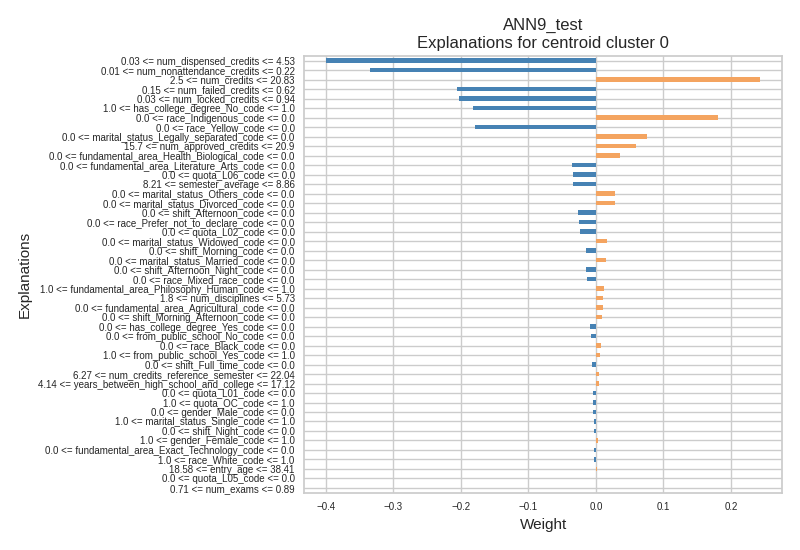 ANN9_test
Explanations for centroid cluster 0
0.03 <= num_dispensed_credits <= 4.53
0.01 <= num_nonattendance_credits <= 0.22
2.5 <= num_credits <= 20.83
0.15 <= num_failed_credits <= 0.62
0.03 <= num_locked_credits <= 0.94
1.0 <= has_college_degree_No_code <= 1.0
0.0 <= race_Indigenous_code <= 0.0
0.0 <= race_Yellow_code <= 0.0
0.0 <= marital_status_Legally_separated_code <= 0.0
15.7 <= num_approved_credits <= 20.9
0.0 <= fundamental_area_Health_Biological_code <= 0.0
0.0 <= fundamental_area_Literature_Arts_code <= 0.0
0.0 <= quota_L06_code <= 0.0
8.21 <= semester_average <= 8.86
0.0 <= marital_status_Others_code <= 0.0
0.0 <= marital_status_Divorced_code <= 0.0
0.0 <= shift_Afternoon_code <= 0.0
0.0 <= race_Prefer_not_to_declare_code <= 0.0
0.0 <= quota_L02_code <= 0.0
0.0 <= marital_status_Widowed_code <= 0.0
0.0 <= shift_Morning_code <= 0.0
0.0 <= marital_status_Married_code <= 0.0
0.0 <= shift_Afternoon_Night_code <= 0.0
0.0 <= race_Mixed_race_code <= 0.0
1.0 <= fundamental_area_Philosophy_Human_code <= 1.0
1.8 <= num_disciplines <= 5.73
0.0 <= fundamental_area_Agricultural_code <= 0.0
0.0 <= shift_Morning_Afternoon_code <= 0.0
0.0 <= has_college_degree_Yes_code <= 0.0
0.0 <= from_public_school_No_code <= 0.0
0.0 <= race_Black_code <= 0.0
1.0 <= from_public_school_Yes_code <= 1.0
0.0 <= shift_Full_time_code <= 0.0
6.27 <= num_credits_reference_semester <= 22.04
4.14 <= years_between_high_school_and_college <= 17.12
0.0 <= quota_L01_code <= 0.0
1.0 <= quota_OC_code <= 1.0
0.0 <= gender_Male_code <= 0.0
1.0 <= marital_status_Single_code <= 1.0
0.0 <= shift_Night_code <= 0.0
1.0 <= gender_Female_code <= 1.0
0.0 <= fundamental_area_Exact_Technology_code <= 0.0
1.0 <= race_White_code <= 1.0
18.58 <= entry_age <= 38.41
0.0 <= quota_L05_code <= 0.0
0.71 <= num_exams <= 0.89
Explanations
−0.4 −0.3 −0.2 −0.1 0.0 0.1 0.2
Weight